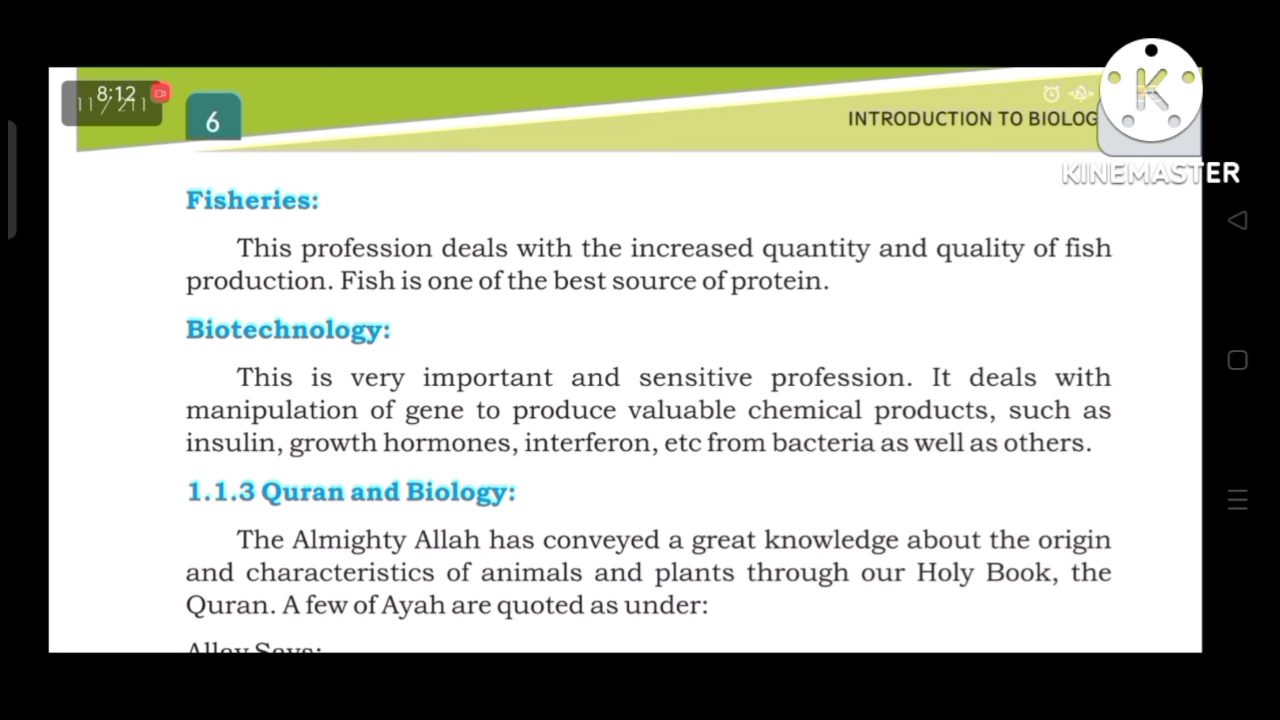 8:12
11 / 211
6
INTRODUCTION TO BIOLOG
KINEMASTER
Fisheries:
This profession deals with the increased quantity and quality of fish
production. Fish is one of the best source of protein.
Biotechnology:
This is very important and sensitive profession. It deals with
manipulation of gene to produce valuable chemical products, such as
insulin, growth hormones, interferon, etc from bacteria as well as others.
1.1.3 Quran and Biology:
The Almighty Allah has conveyed a great knowledge about the origin
and characteristics of animals and plants through our Holy Book, the
Quran. A few of Ayah are quoted as under:
Allay Says: